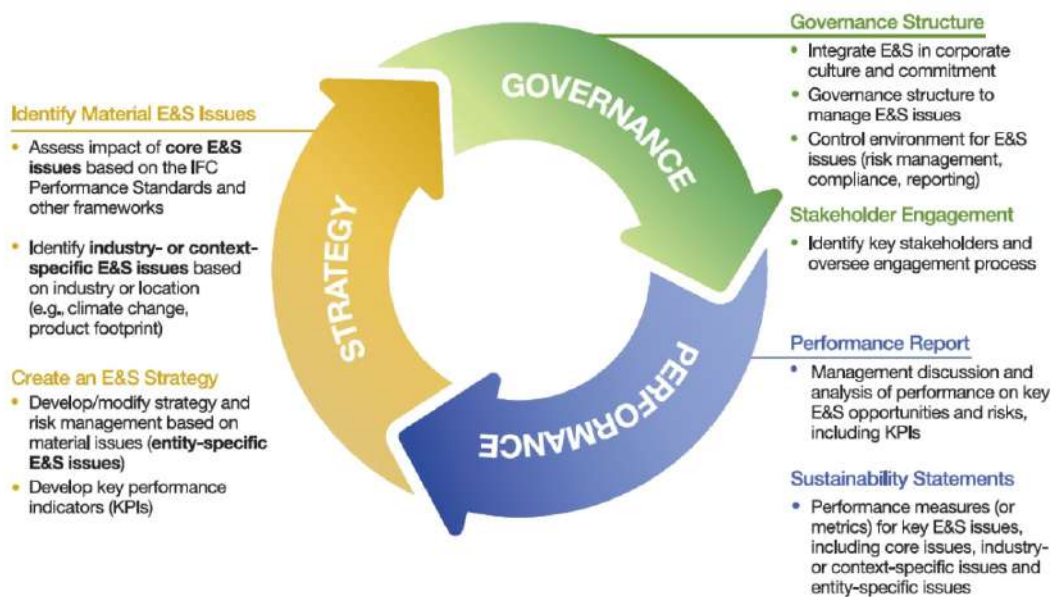 Identify Material E&S Issues
• Assess impact of core E&S
issues based on the IFC
Performance Standards and
other frameworks
• Identify industry- or context-
specific E&S issues based
on industry or location
(e.g., climate change,
product footprint)
Create an E&S Strategy
• Develop/modify strategy and
risk management based on
material issues (entity-specific
E&S issues)
• Develop key performance
indicators (KPIs)
STRATEGY
GOVERNANCE
PERFORMANCE
Governance Structure
• Integrate E&S in corporate
culture and commitment
• Governance structure to
manage E&S issues
• Control environment for E&S
issues (risk management,
compliance, reporting)
Stakeholder Engagement
• Identify key stakeholders and
oversee engagement process
Performance Report
• Management discussion and
analysis of performance on key
E&S opportunities and risks,
including KPIs
Sustainability Statements
• Performance measures (or
metrics) for key E&S issues,
including core issues, industry-
or context-specific issues and
entity-specific issues